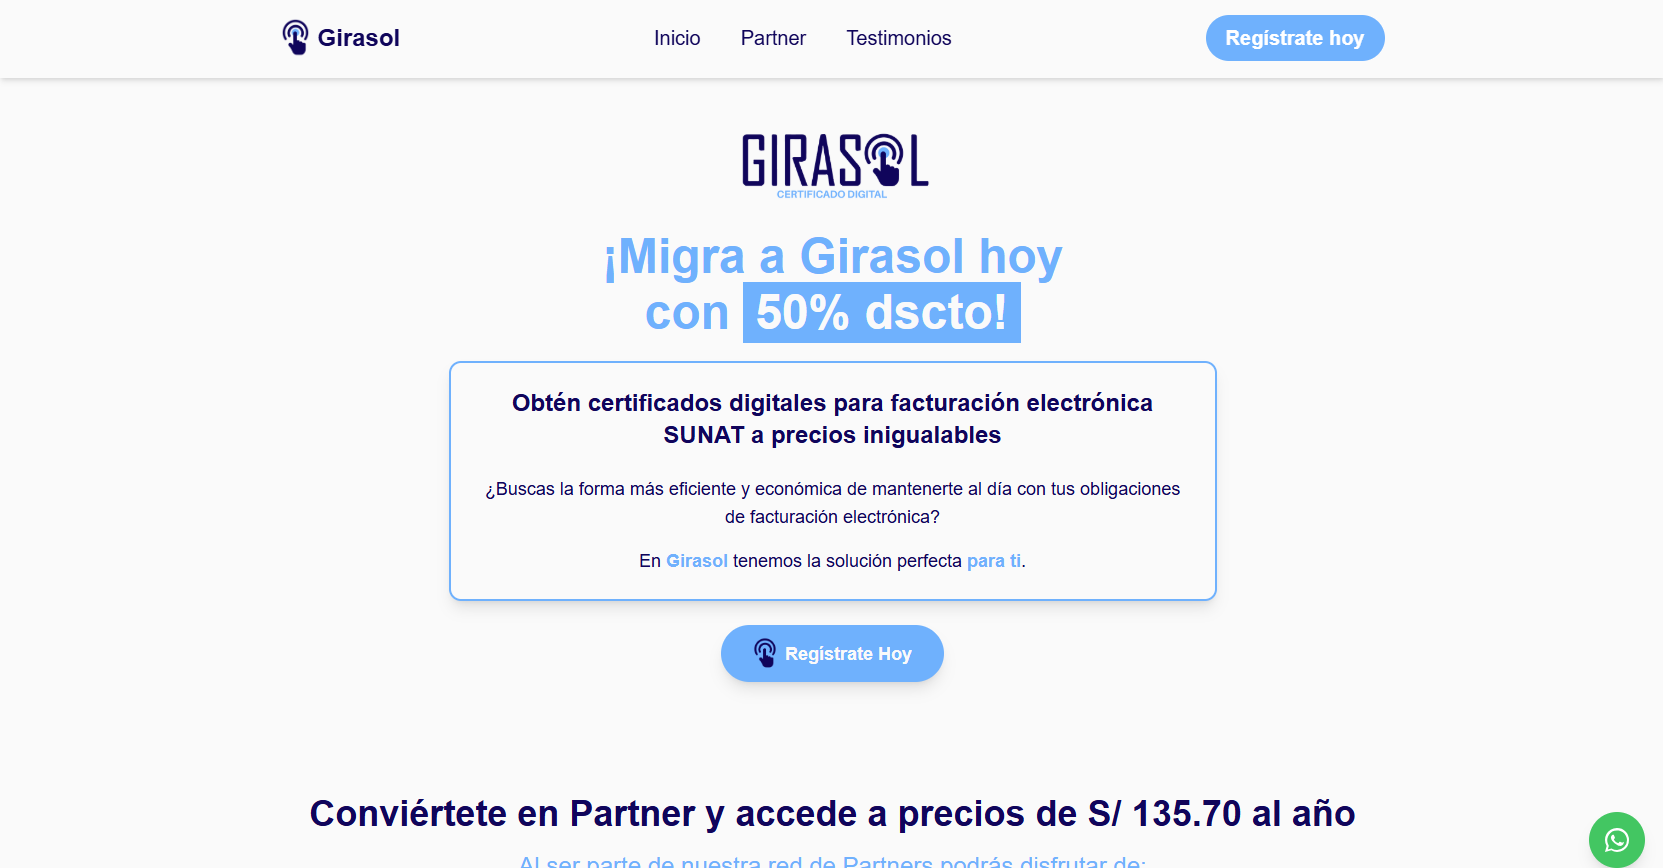 Girasol
Inicio
Partner
Testimonios
Regístrate hoy
GIRASOL
CERTIFICADO DIGITAL
¡Migra a Girasol hoy
con 50% dscto!
Obtén certificados digitales para facturación electrónica
SUNAT a precios inigualables
¿Buscas la forma más eficiente y económica de mantenerte al día con tus obligaciones
de facturación electrónica?
En Girasol tenemos la solución perfecta para ti.
Regístrate Hoy
Conviértete en Partner y accede a precios de S/ 135.70 al año
Al ser parte de nuestra red de Partners podrás disfrutar de: